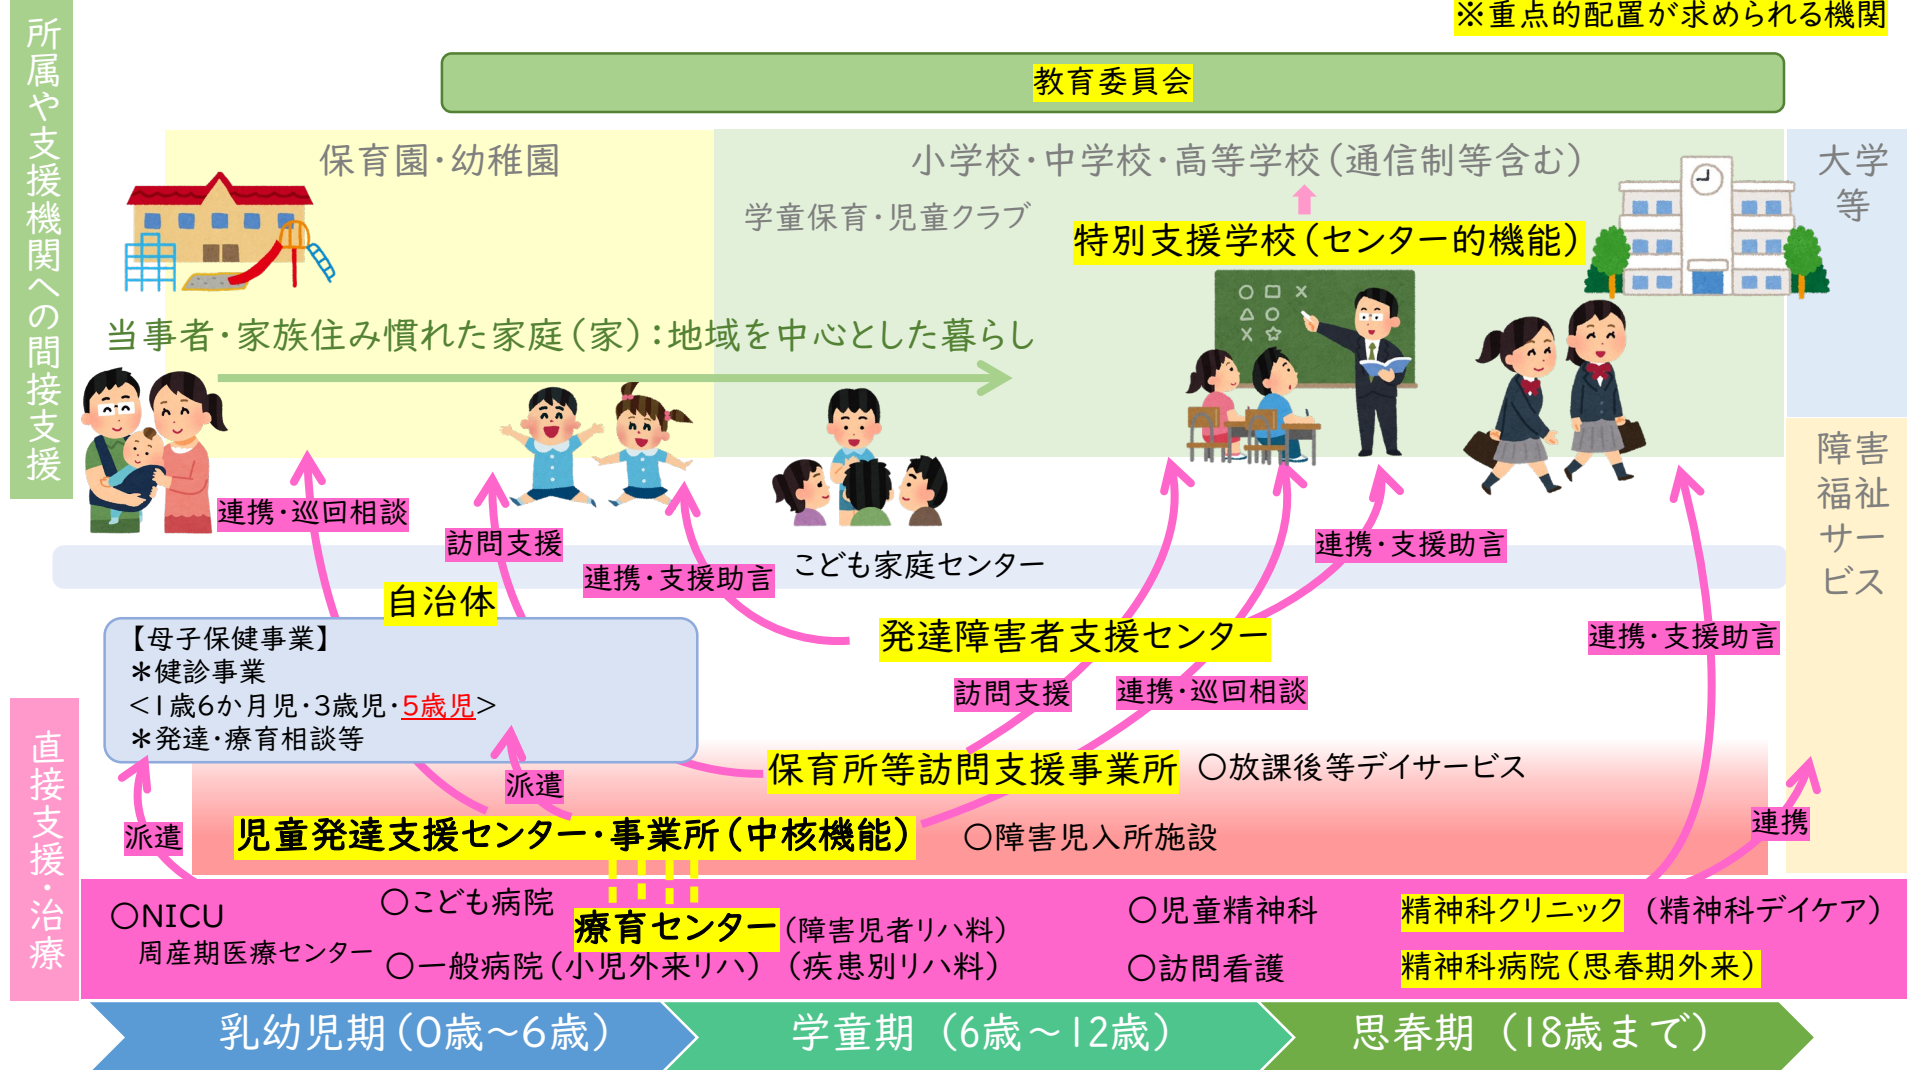 ※重点的配置が求められる機関
所属や支援機関への間接支援
教育委員会
保育園・幼稚園
小学校・中学校・高等学校（通信制等含む）
大学
等
学童保育・児童クラブ
特別支援学校（センター的機能）
当事者・家族住み慣れた家庭（家）：地域を中心とした暮らし
○ □ ×
△ ○
× ☆
障害
福祉
サー
ビス
連携・巡回相談
訪問支援
連携・支援助言
こども家庭センター
連携・支援助言
自治体
【母子保健事業】
＊健診事業
<1歳6か月児・3歳児・5歳児>
＊発達・療育相談等
発達障害者支援センター
連携・支援助言
訪問支援
連携・巡回相談
直接支援・治療
派遣
派遣
保育所等訪問支援事業所
○放課後等デイサービス
児童発達支援センター・事業所（中核機能）
○障害児入所施設
連携
○NICU
周産期医療センター
○こども病院
療育センター（障害児者リハ料）
○一般病院（小児外来リハ）（疾患別リハ料）
○児童精神科
精神科クリニック（精神科デイケア）
○訪問看護
精神科病院（思春期外来）
乳幼児期（0歳～6歳）
学童期（6歳～12歳）
思春期（18歳まで）